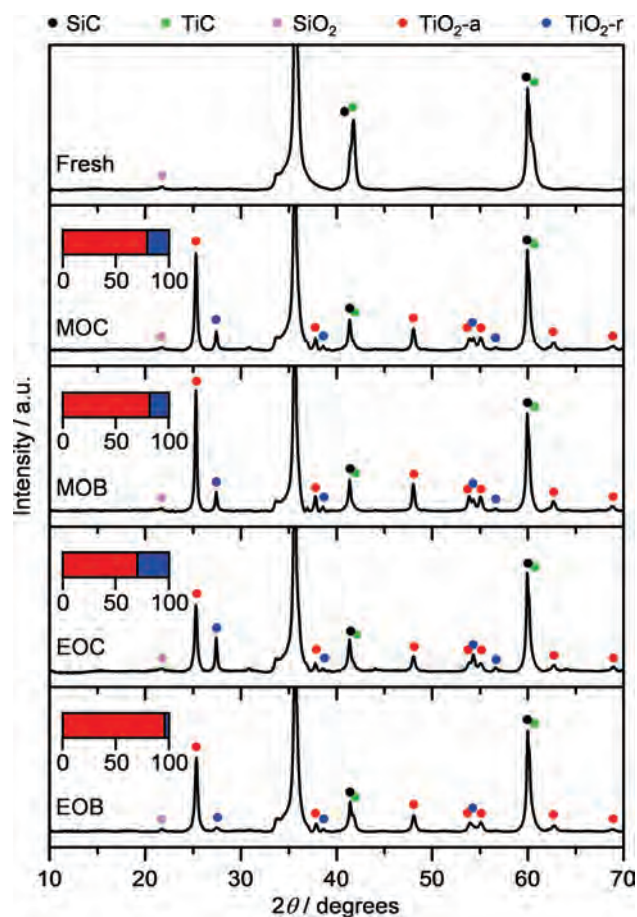 SiC TiC SiO₂ TiO₂-a TiO₂-r
Fresh
0 50 100
MOC
0 50 100
MOB
0 50 100
EOC
0 50 100
EOB
Intensity / a.u.
10 20 30 40 50 60 70
2θ / degrees